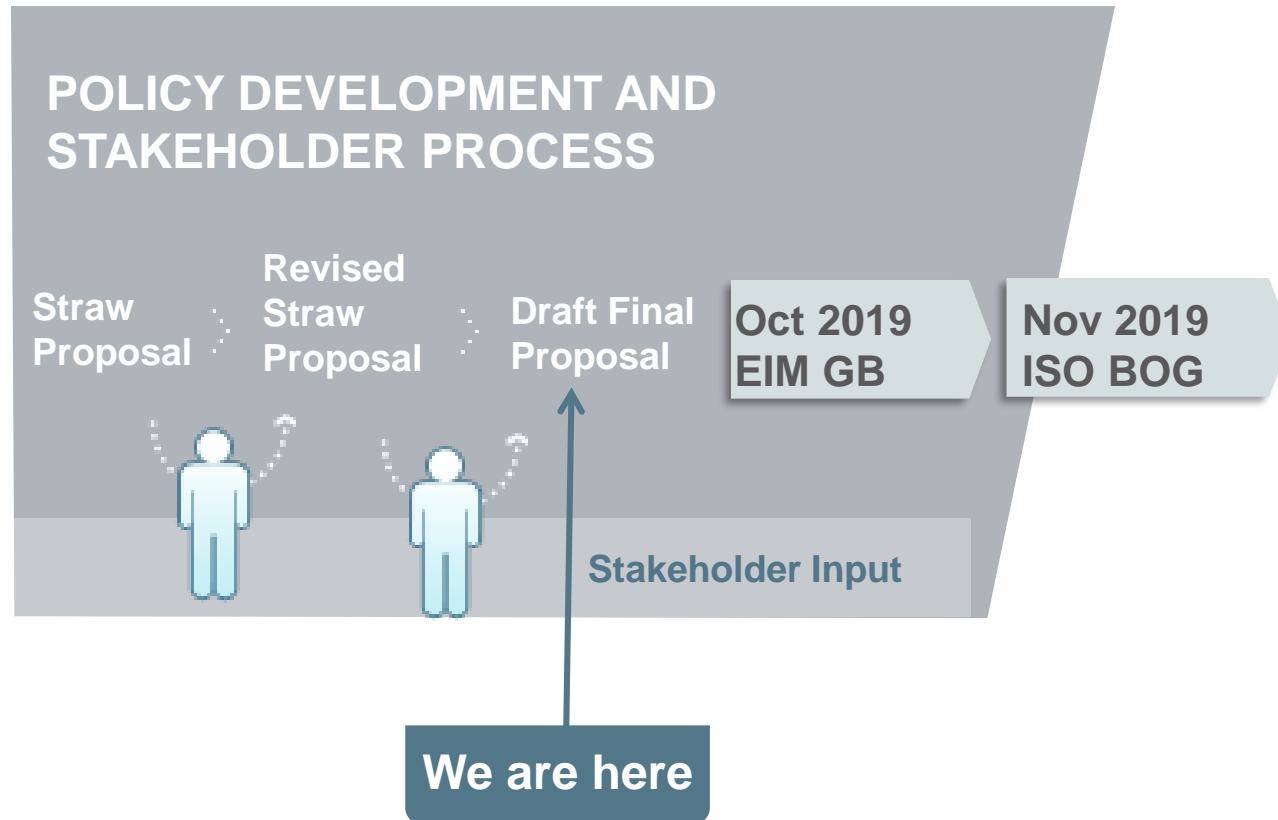 POLICY DEVELOPMENT AND
STAKEHOLDER PROCESS
Straw
Proposal
Revised
Straw
Proposal
Draft Final
Proposal
Oct 2019
EIM GB
Nov 2019
ISO BOG
Stakeholder Input
We are here